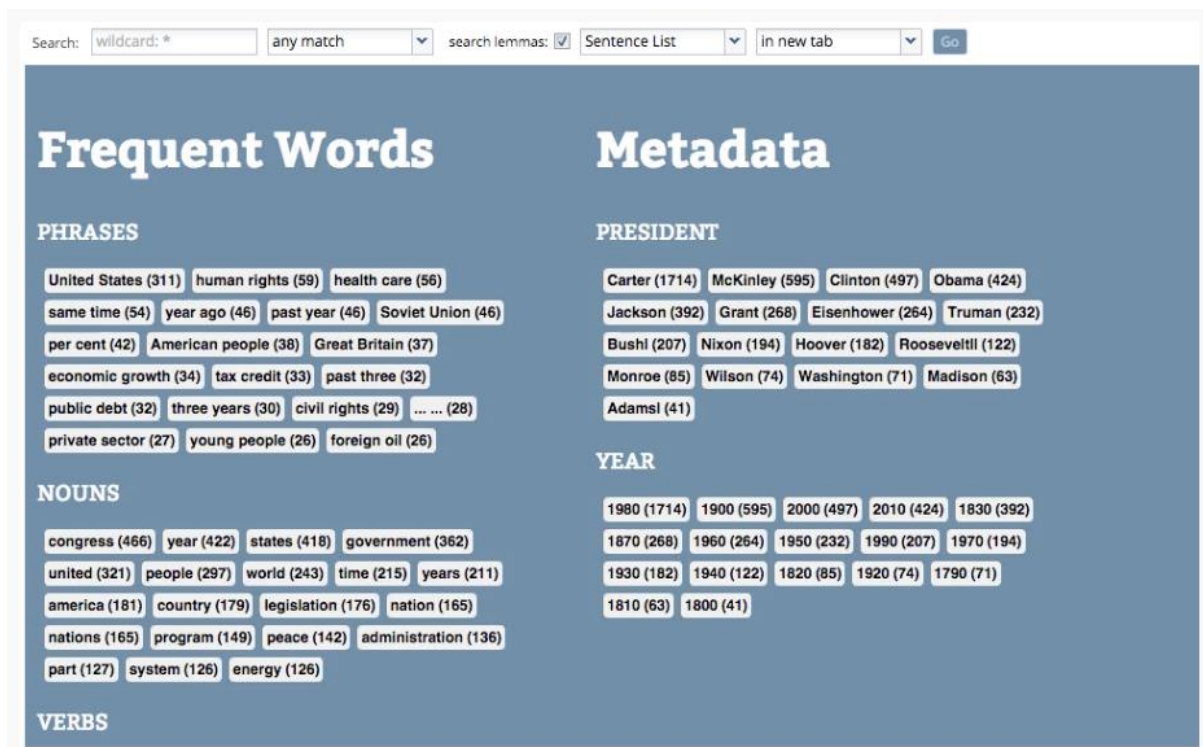 Search: wildcard: * any match search lemmas: Sentence List in new tab Go
Frequent Words
PHRASES
United States (311) human rights (59) health care (56)
same time (54) year ago (46) past year (46) Soviet Union (46)
per cent (42) American people (38) Great Britain (37)
economic growth (34) tax credit (33) past three (32)
public debt (32) three years (30) civil rights (29) ... ... (28)
private sector (27) young people (26) foreign oil (26)
NOUNS
congress (466) year (422) states (418) government (362)
united (321) people (297) world (243) time (215) years (211)
america (181) country (179) legislation (176) nation (165)
nations (165) program (149) peace (142) administration (136)
part (127) system (126) energy (126)
VERBS
Metadata
PRESIDENT
Carter (1714) McKinley (595) Clinton (497) Obama (424)
Jackson (392) Grant (268) Eisenhower (264) Truman (232)
BushI (207) Nixon (194) Hoover (182) RooseveltII (122)
Monroe (85) Wilson (74) Washington (71) Madison (63)
AdamsI (41)
YEAR
1980 (1714) 1900 (595) 2000 (497) 2010 (424) 1830 (392)
1870 (268) 1960 (264) 1950 (232) 1990 (207) 1970 (194)
1930 (182) 1940 (122) 1820 (85) 1920 (74) 1790 (71)
1810 (63) 1800 (41)